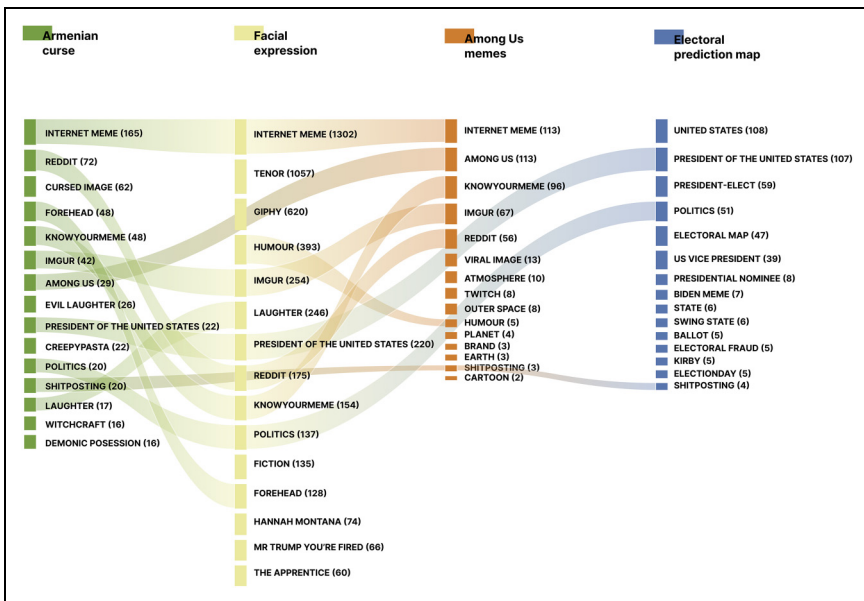 Armenian
curse
Facial
expression
Among Us
memes
Electoral
prediction map
INTERNET MEME (165)
REDDIT (72)
CURSED IMAGE (62)
FOREHEAD (48)
KNOWYOURMEME (48)
IMGUR (42)
AMONG US (29)
EVIL LAUGHTER (26)
PRESIDENT OF THE UNITED STATES (22)
CREEPYPASTA (22)
POLITICS (20)
SHITPOSTING (20)
LAUGHTER (17)
WITCHCRAFT (16)
DEMONIC POSESSION (16)
INTERNET MEME (1302)
TENOR (1057)
GIPHY (620)
HUMOUR (393)
IMGUR (254)
LAUGHTER (246)
PRESIDENT OF THE UNITED STATES (220)
REDDIT (175)
KNOWYOURMEME (154)
POLITICS (137)
FICTION (135)
FOREHEAD (128)
HANNAH MONTANA (74)
MR TRUMP YOU'RE FIRED (66)
THE APPRENTICE (60)
INTERNET MEME (113)
AMONG US (113)
KNOWYOURMEME (96)
IMGUR (67)
REDDIT (56)
VIRAL IMAGE (13)
ATMOSPHERE (10)
TWITCH (8)
OUTER SPACE (8)
HUMOUR (5)
PLANET (4)
BRAND (3)
EARTH (3)
SHITPOSTING (3)
CARTOON (2)
UNITED STATES (108)
PRESIDENT OF THE UNITED STATES (107)
PRESIDENT-ELECT (59)
POLITICS (51)
ELECTORAL MAP (47)
US VICE PRESIDENT (39)
PRESIDENTIAL NOMINEE (8)
BIDEN MEME (7)
STATE (6)
SWING STATE (6)
BALLOT (5)
ELECTORAL FRAUD (5)
KIRBY (5)
ELECTIONDAY (5)
SHITPOSTING (4)